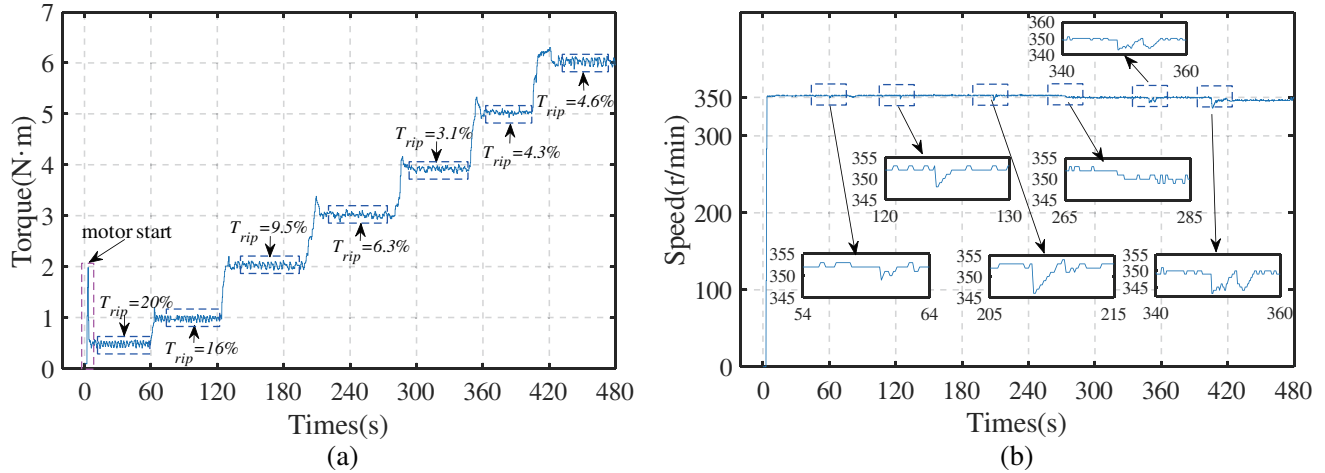 (a)
7
6
5
4
3
2
1
0
Torque(N·m)
motor start
T_rip=20%
T_rip=16%
T_rip=9.5%
T_rip=6.3%
T_rip=3.1%
T_rip=4.3%
T_rip=4.6%
0 60 120 180 240 300 360 420 480
Times(s)
(a)
(b)
480
400
350
300
200
100
0
Speed(r/min)
360
350
340
340 360
355
350
345
120 130
355
350
345
265 285
355
350
345
54 64
355
350
345
205 215
350
345
340 360
0 60 120 180 240 300 360 420 480
Times(s)
(b)